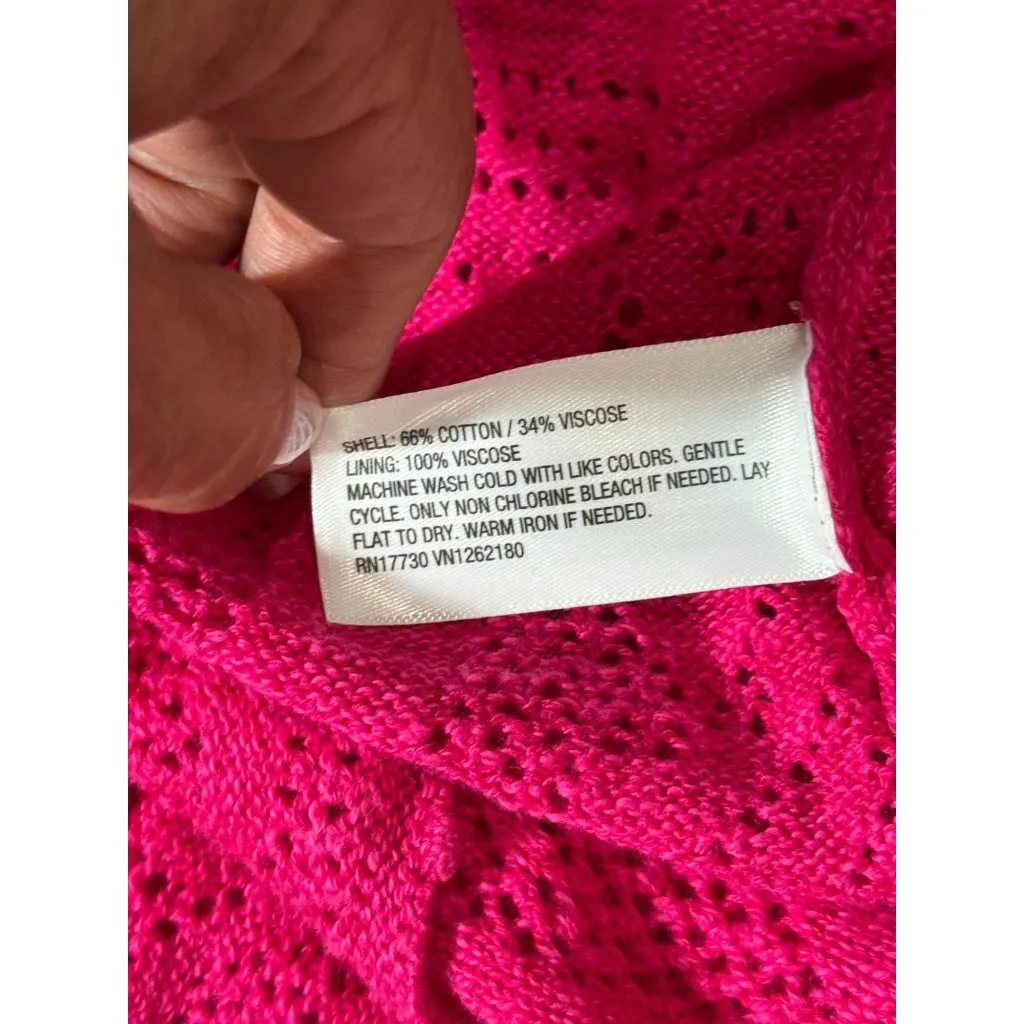 SHELL: 66% COTTON / 34% VISCOSE
LINING: 100% VISCOSE
MACHINE WASH COLD WITH LIKE COLORS. GENTLE
CYCLE. ONLY NON CHLORINE BLEACH IF NEEDED. LAY
FLAT TO DRY. WARM IRON IF NEEDED.
RN17730 VN1262180